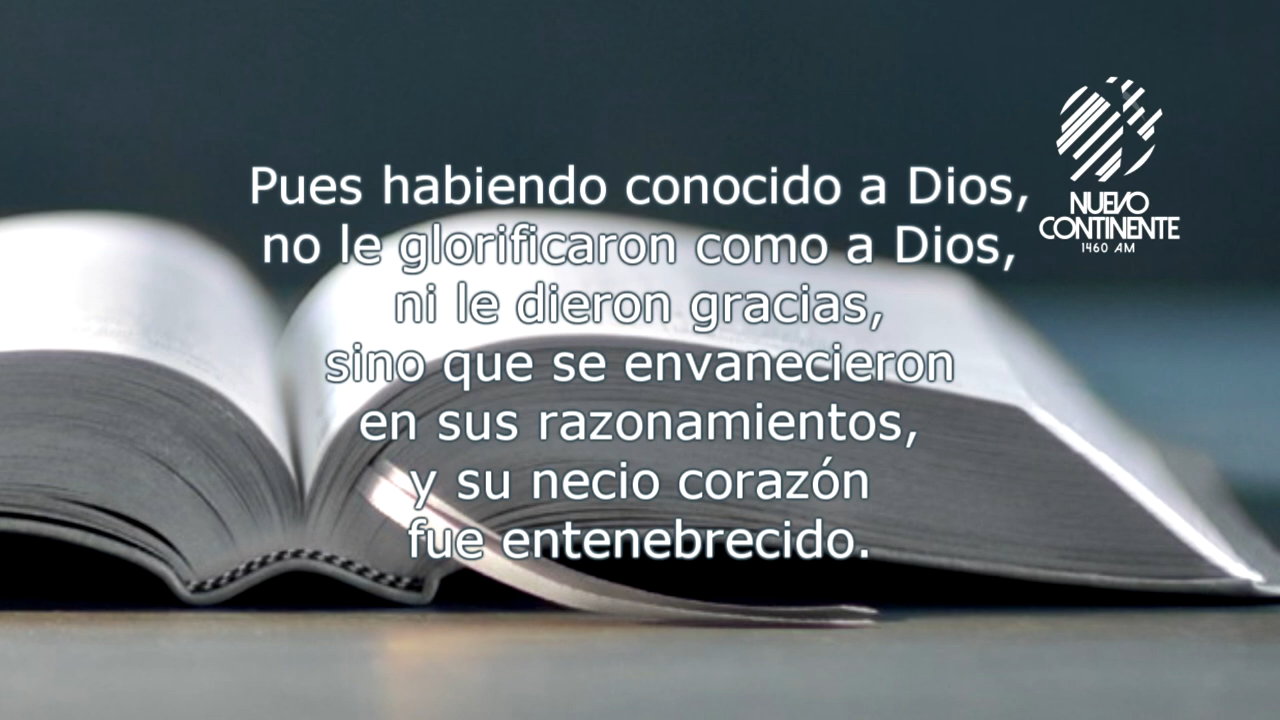 Pues habiendo conocido a Dios,
no le glorificaron como a Dios,
ni le dieron gracias,
sino que se envanecieron
en sus razonamientos,
y su necio corazón
fue entenebrecido.
NUEVO
CONTINENTE
1460 AM